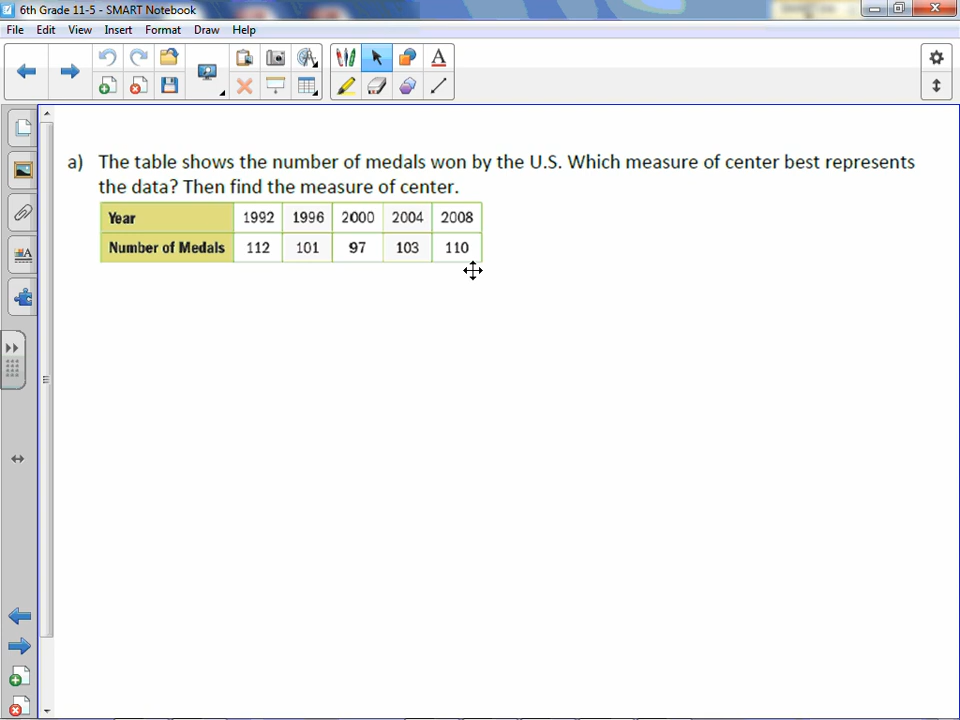 6th Grade 11-5 - SMART Notebook
File Edit View Insert Format Draw Help
a) The table shows the number of medals won by the U.S. Which measure of center best represents
the data? Then find the measure of center.
Year 1992 1996 2000 2004 2008
Number of Medals 112 101 97 103 110